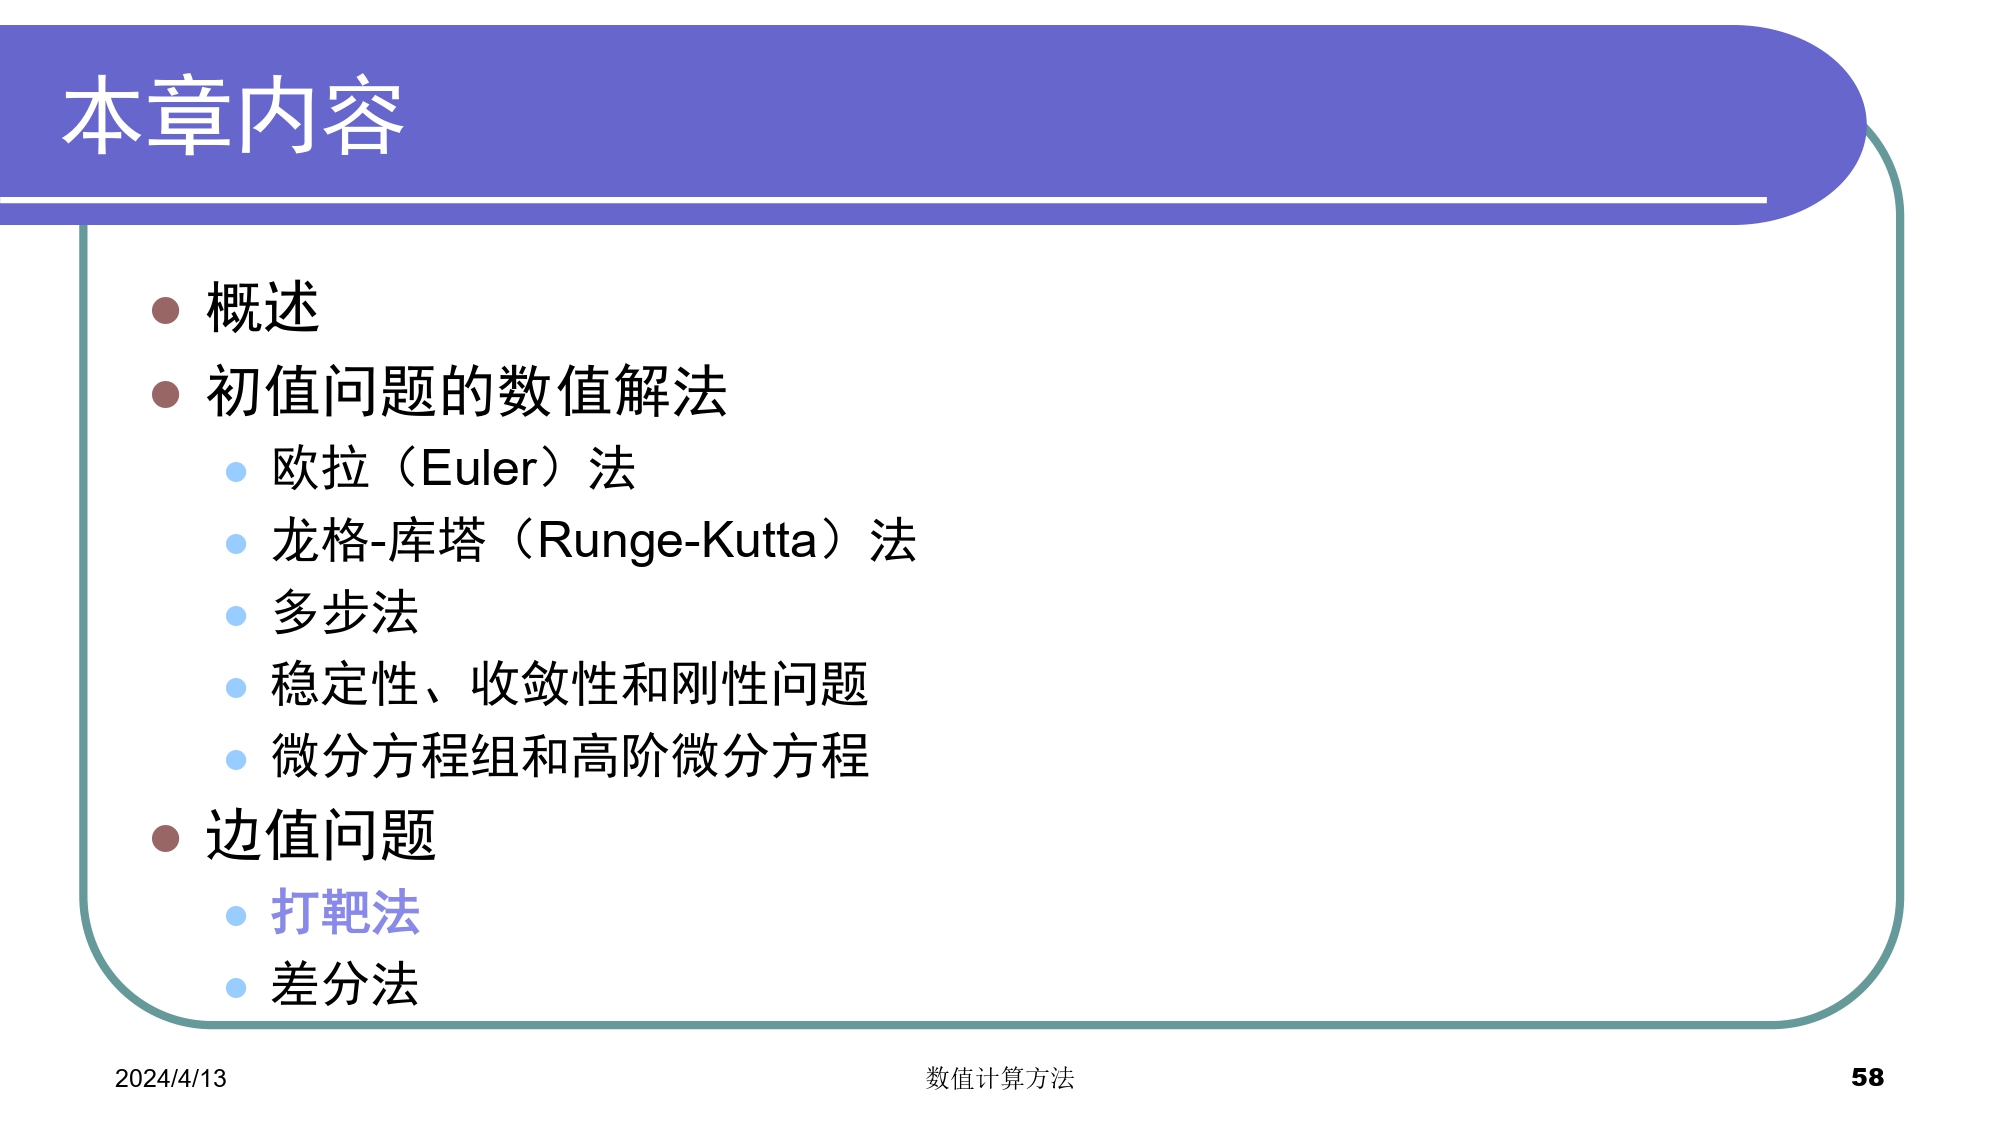 本章内容
概述
初值问题的数值解法
欧拉（Euler）法
龙格-库塔（Runge-Kutta）法
多步法
稳定性、收敛性和刚性问题
微分方程组和高阶微分方程
边值问题
打靶法
差分法
2024/4/13
数值计算方法
58